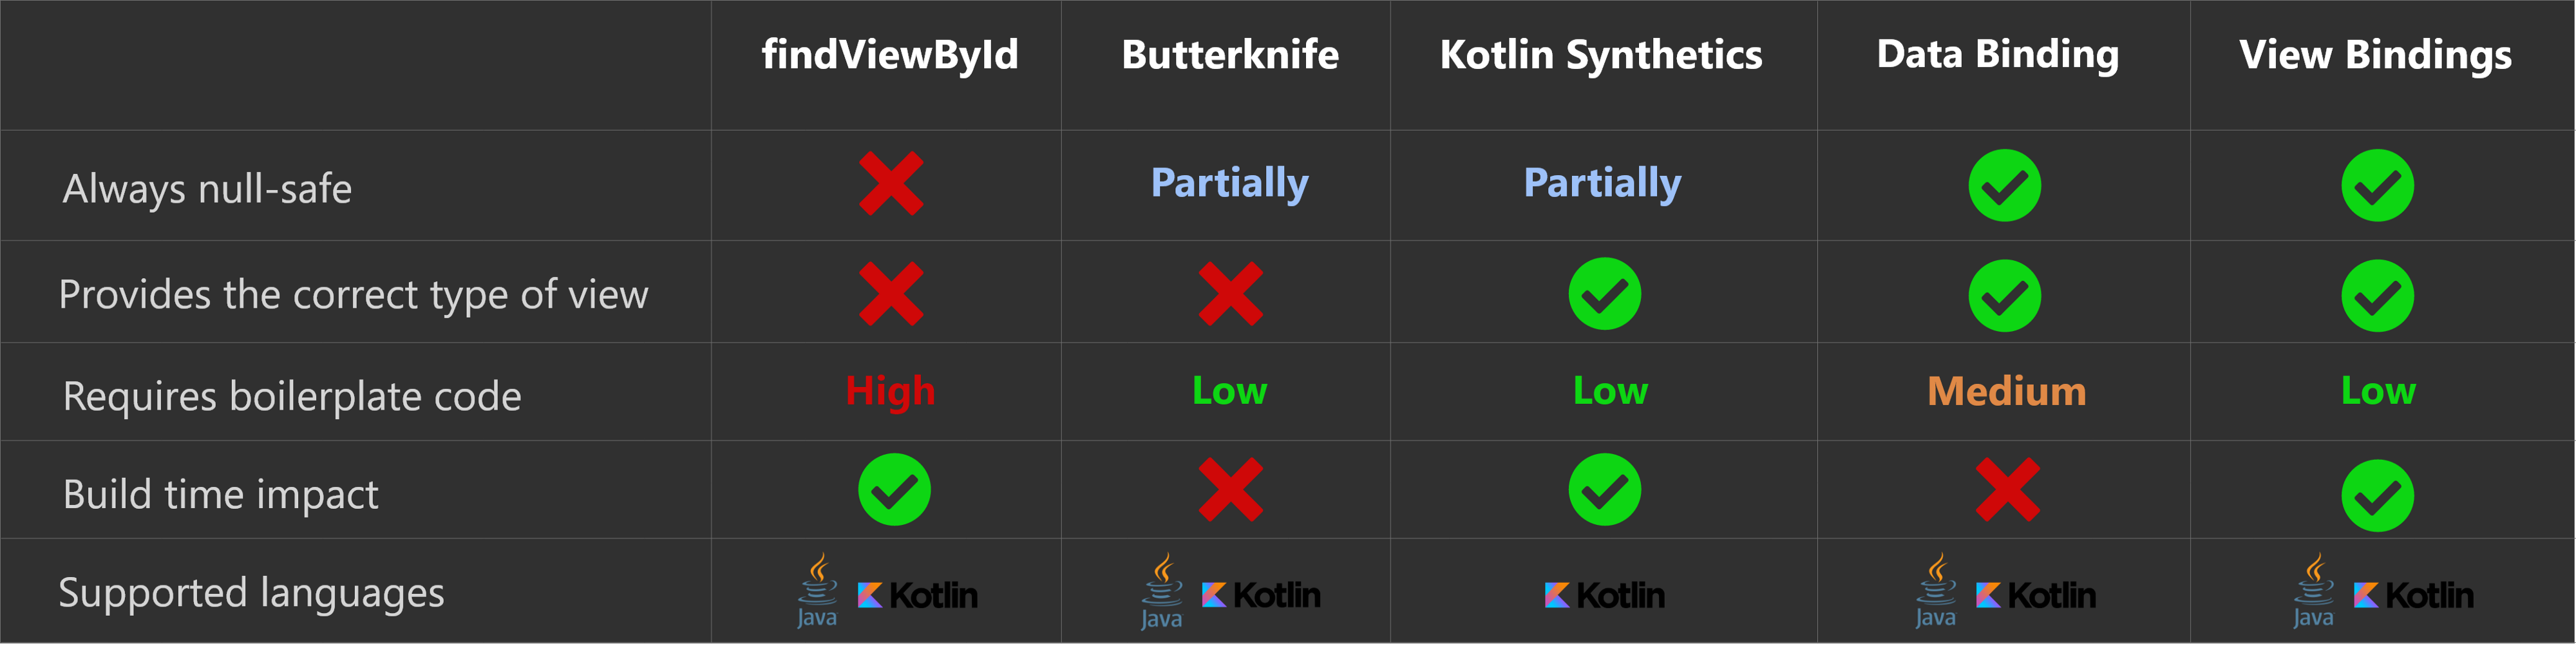 findViewById Butterknife Kotlin Synthetics Data Binding View Bindings
Always null-safe Partially Partially
Provides the correct type of view
Requires boilerplate code High Low Low Medium Low
Build time impact
Supported languages Java Kotlin Java Kotlin Kotlin Java Kotlin Java Kotlin